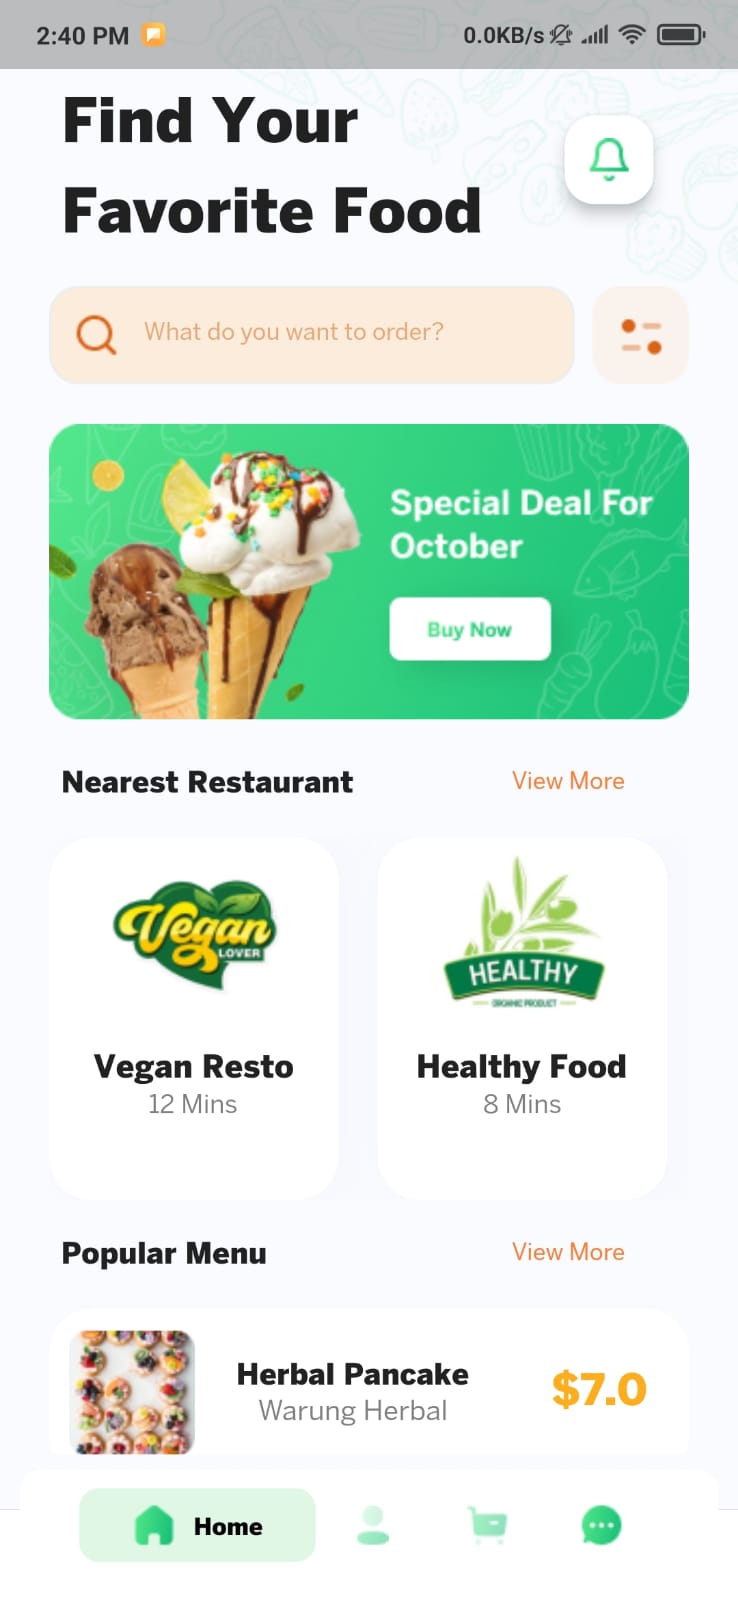 2:40 PM
0.0KB/s
Find Your
Favorite Food
What do you want to order?
Special Deal For
October
Buy Now
Nearest Restaurant
View More
Vegan
LOVER
HEALTHY
ORGANIC PRODUCT
Vegan Resto
12 Mins
Healthy Food
8 Mins
Popular Menu
View More
Herbal Pancake
Warung Herbal
$7.0
Home